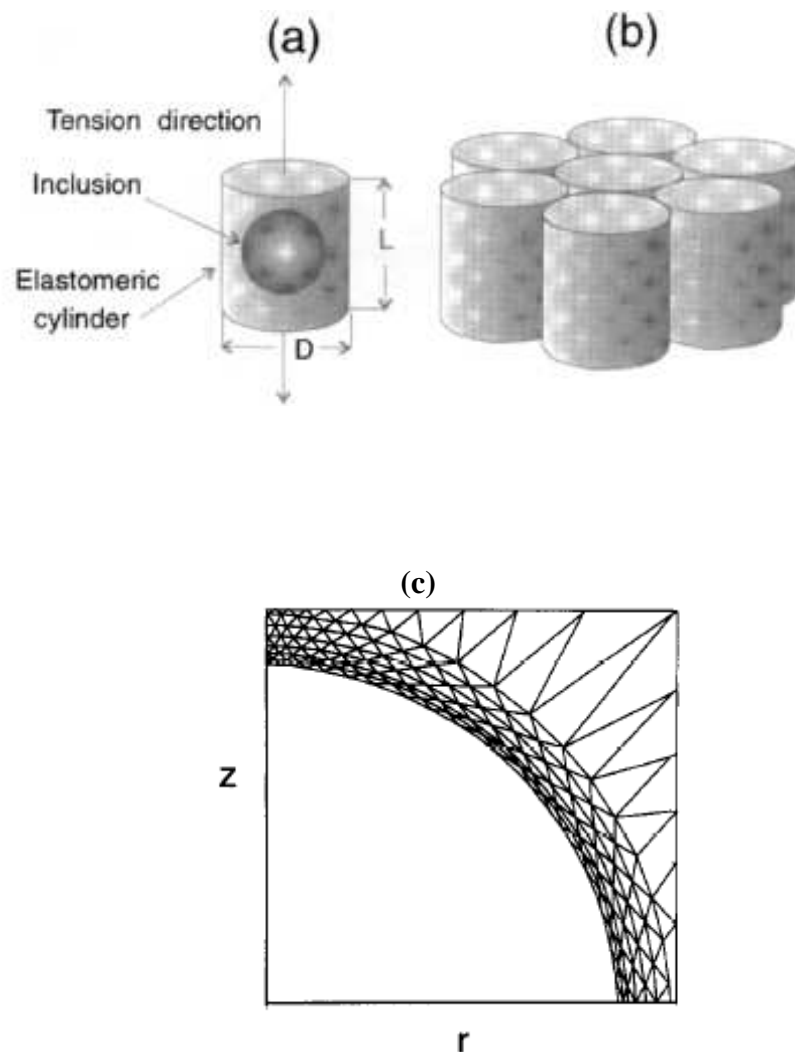 (a)
(b)
Tension direction
Inclusion
L
Elastomeric
cylinder
D
(c)
z
r